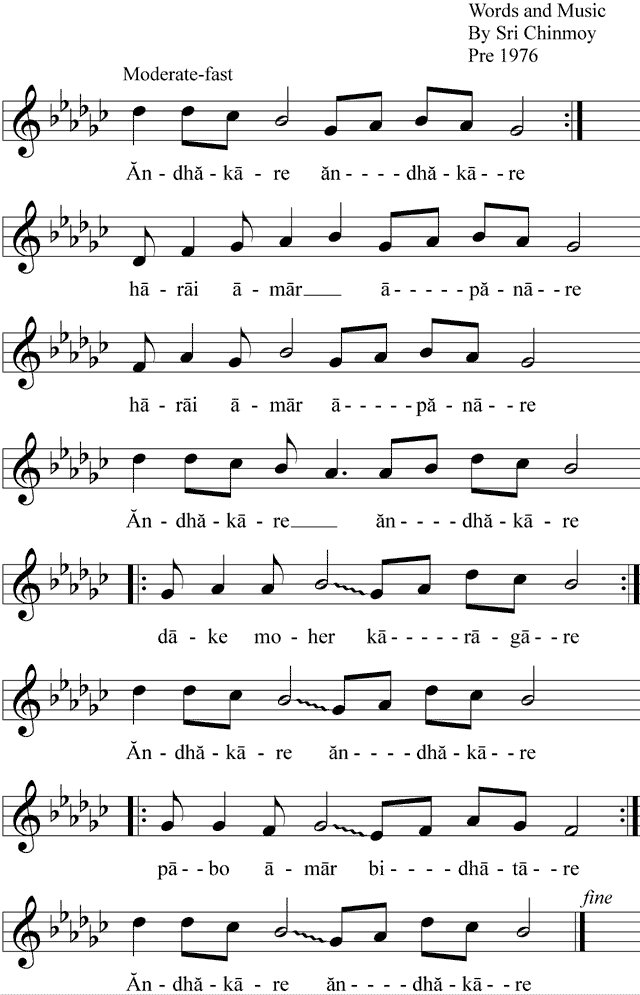 Words and Music
By Sri Chinmoy
Pre 1976
Moderate-fast
Ăn - dhă - kā - re ăn - - - - dhă - kā - - re
hā - rāi ā - mār____ ā - - - - - pă - nā - - re
hā - rāi ā - mār ā - - - - - pă - nā - - re
Ăn - dhă - kā - re____ ăn - - - - dhă - kā - re
dā - ke mo - her kā - - - - - rā - gā - - re
Ăn - dhă - kā - re ăn - - - - dhă - kā - - re
pā - - bo ā - mār bi - - - - dhā - tā - - re
fine
Ăn - dhă - kā - re ăn - - - - dhă - kā - - re